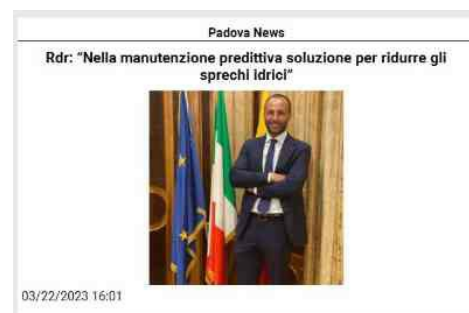 Padova News
Rdr: “Nella manutenzione predittiva soluzione per ridurre gli
sprechi idrici”
03/22/2023 16:01